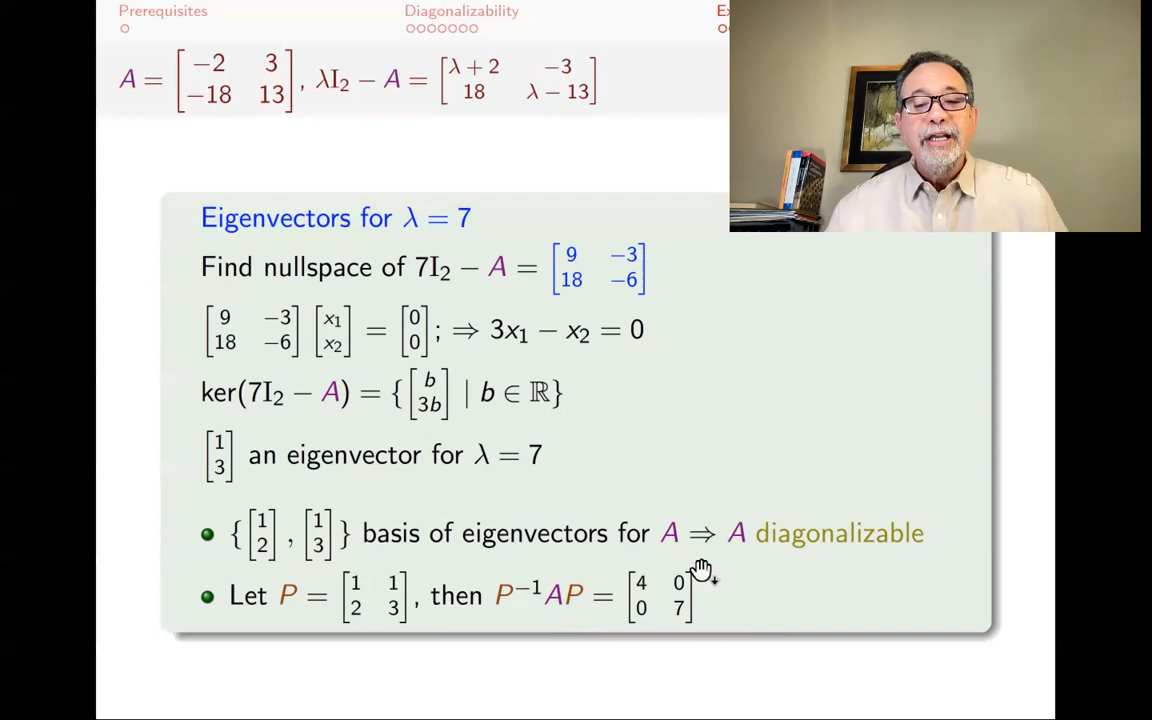 Prerequisites Diagonalizability
A = [−2 3; −18 13], λI₂ − A = [λ + 2 −3; 18 λ − 13]
Eigenvectors for λ = 7
Find nullspace of 7I₂ − A = [9 −3; 18 −6]
[9 −3; 18 −6] [x₁; x₂] = [0; 0]; ⇒ 3x₁ − x₂ = 0
ker(7I₂ − A) = {[b; 3b] | b ∈ ℝ}
[1; 3] an eigenvector for λ = 7
• {[1; 2], [1; 3]} basis of eigenvectors for A ⇒ A diagonalizable
• Let P = [1 1; 2 3], then P⁻¹AP = [4 0; 0 7]